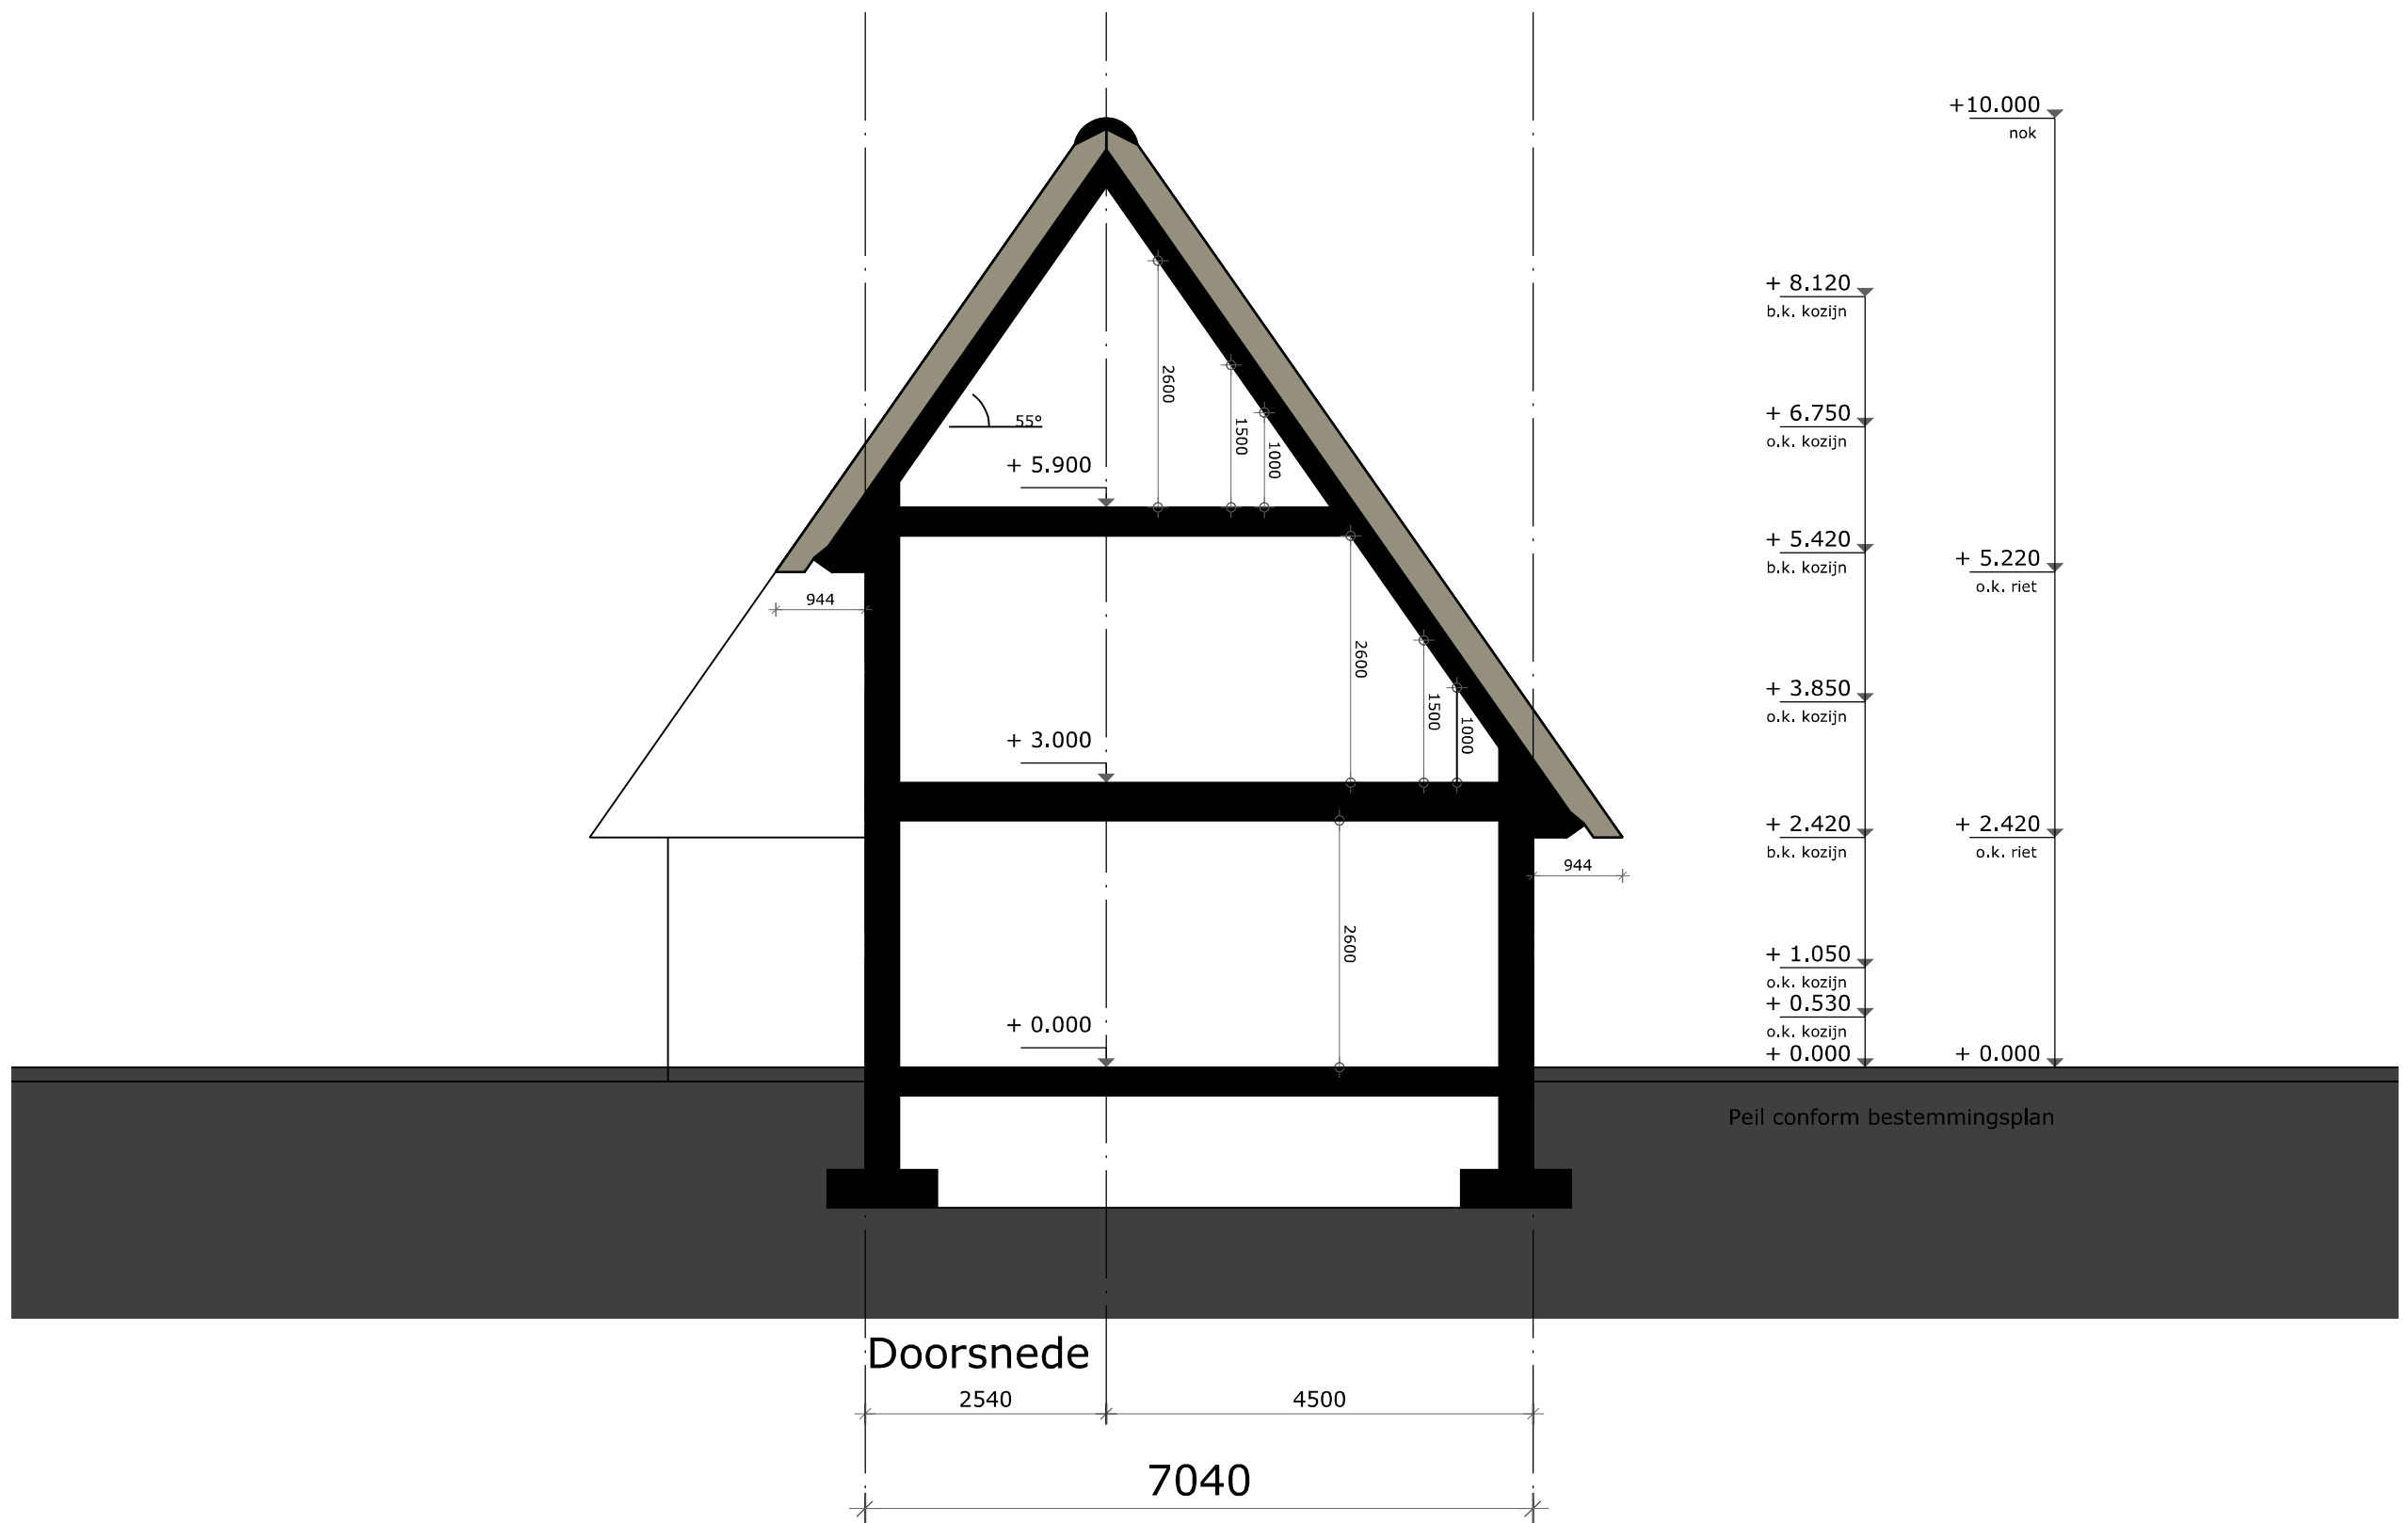 +10.000
nok
+ 8.120
b.k. kozijn
2600
+ 6.750
o.k. kozijn
1500
55°
1000
+ 5.900
+ 5.420
b.k. kozijn
+ 5.220
o.k. riet
944
2600
+ 3.850
o.k. kozijn
1500
1000
+ 3.000
+ 2.420
b.k. kozijn
+ 2.420
o.k. riet
944
2600
+ 1.050
o.k. kozijn
+ 0.530
o.k. kozijn
+ 0.000
+ 0.000
+ 0.000
Peil conform bestemmingsplan
Doorsnede
2540
4500
7040